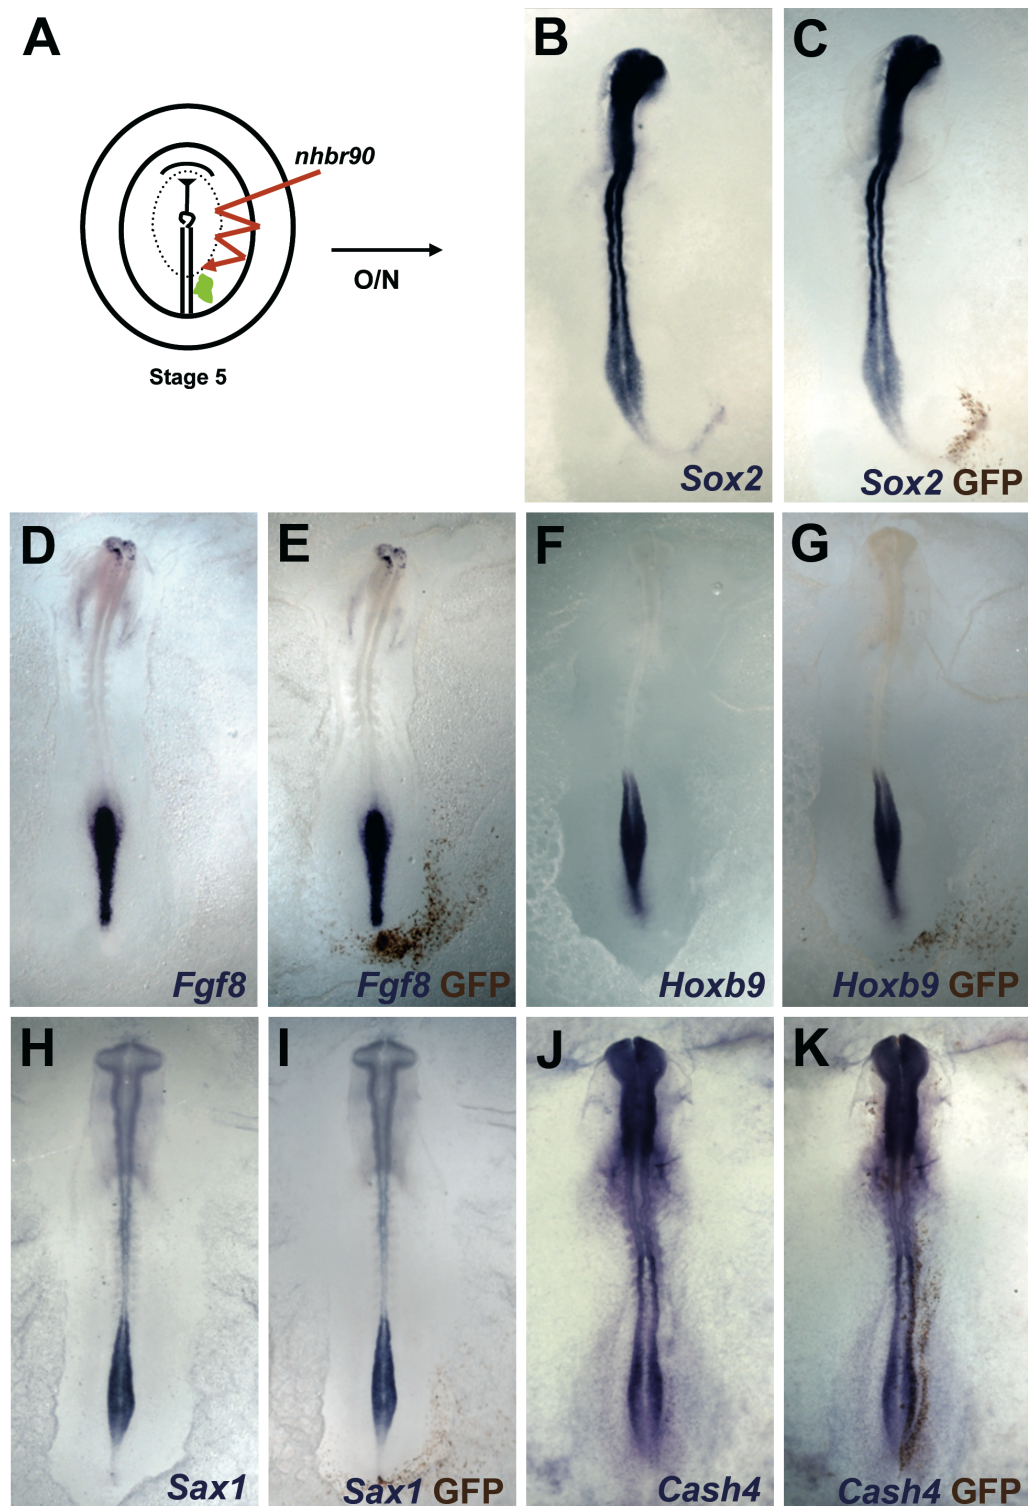 A
nhbr90
O/N
Stage 5
B
Sox2
C
Sox2 GFP
D
Fgf8
E
Fgf8 GFP
F
Hoxb9
G
Hoxb9 GFP
H
Sax1
I
Sax1 GFP
J
Cash4
K
Cash4 GFP